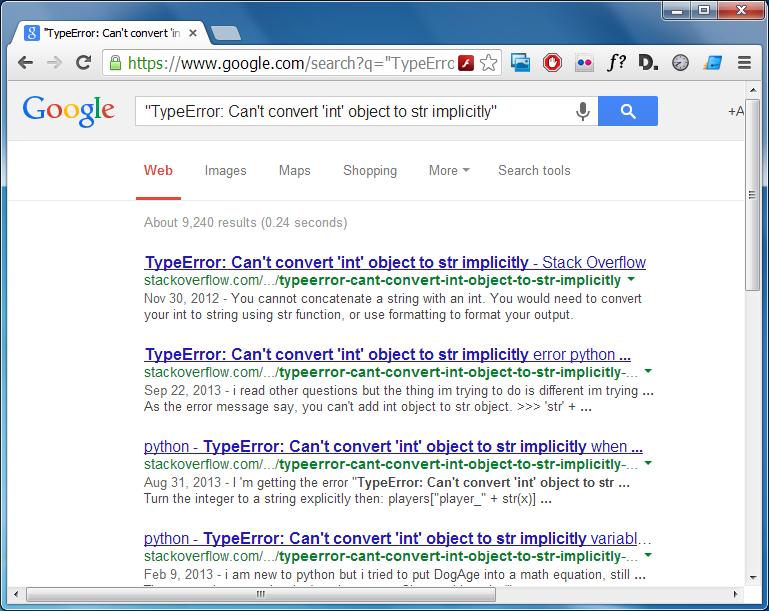 "TypeError: Can't convert 'in
https://www.google.com/search?q="TypeErro
f? D.
Google "TypeError: Can't convert 'int' object to str implicitly" +A
Web Images Maps Shopping More Search tools
About 9,240 results (0.24 seconds)
TypeError: Can't convert 'int' object to str implicitly - Stack Overflow
stackoverflow.com/.../typeerror-cant-convert-int-object-to-str-implicitly
Nov 30, 2012 - You cannot concatenate a string with an int. You would need to convert
your int to string using str function, or use formatting to format your output.
TypeError: Can't convert 'int' object to str implicitly error python ...
stackoverflow.com/.../typeerror-cant-convert-int-object-to-str-implicitly-...
Sep 22, 2013 - i read other questions but the thing im trying to do is different im trying ...
As the error message say, you can't add int object to str object. >>> 'str' + ...
python - TypeError: Can't convert 'int' object to str implicitly when ...
stackoverflow.com/.../typeerror-cant-convert-int-object-to-str-implicitly-...
Aug 31, 2013 - I 'm getting the error "TypeError: Can't convert 'int' object to str ...
Turn the integer to a string explicitly then: players["player_" + str(x)] ...
python - TypeError: Can't convert 'int' object to str implicitly variabl...
stackoverflow.com/.../typeerror-cant-convert-int-object-to-str-implicitly-...
Feb 9, 2013 - i am new to python but i tried to put DogAge into a math equation, still ...